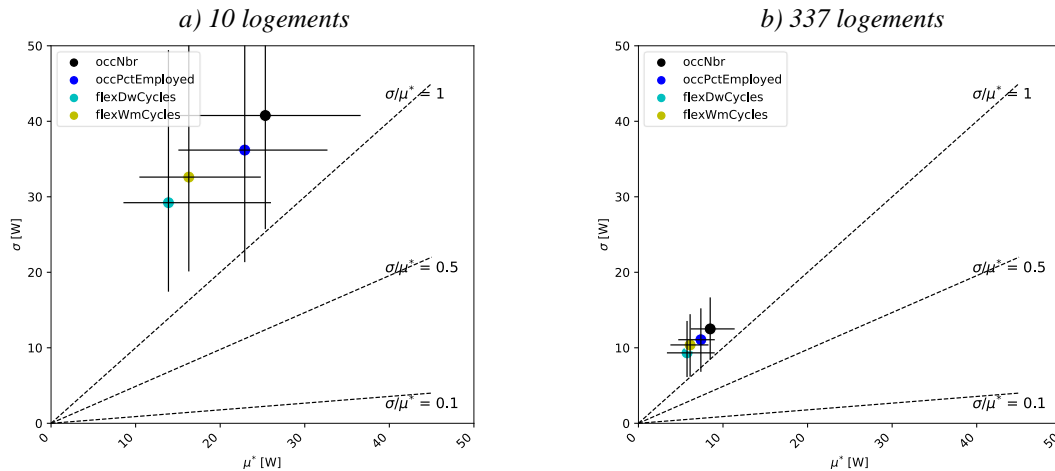 a) 10 logements
50
40
30
20
10
0
σ [W]
occNbr
occPctEmployed
flexDwCycles
flexWmCycles
σ/μ* = 1
σ/μ* = 0.5
σ/μ* = 0.1
0 10 20 30 40 50
μ* [W]
b) 337 logements
50
40
30
20
10
0
σ [W]
occNbr
occPctEmployed
flexDwCycles
flexWmCycles
σ/μ* = 1
σ/μ* = 0.5
σ/μ* = 0.1
0 10 20 30 40 50
μ* [W]